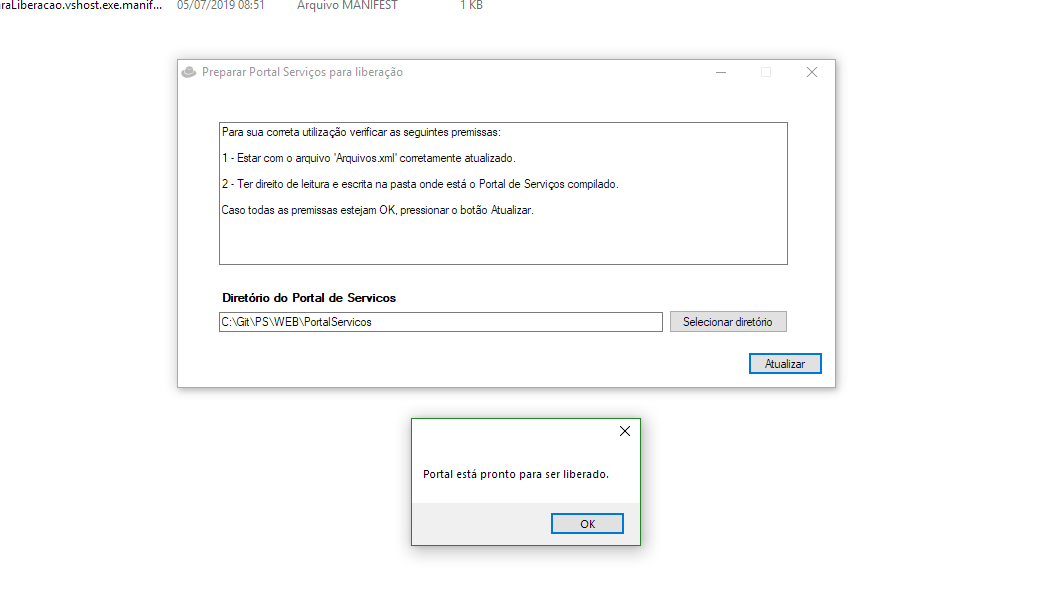 araLiberacao.vshost.exe.manif... 05/07/2019 08:51 Arquivo MANIFEST 1 KB
Preparar Portal Serviços para liberação
Para sua correta utilização verificar as seguintes premissas:
1 - Estar com o arquivo 'Arquivos.xml' corretamente atualizado.
2 - Ter direito de leitura e escrita na pasta onde está o Portal de Serviços compilado.
Caso todas as premissas estejam OK, pressionar o botão Atualizar.
Diretório do Portal de Servicos
C:\Git\PS\WEB\PortalServicos Selecionar diretório
Atualizar
Portal está pronto para ser liberado.
OK